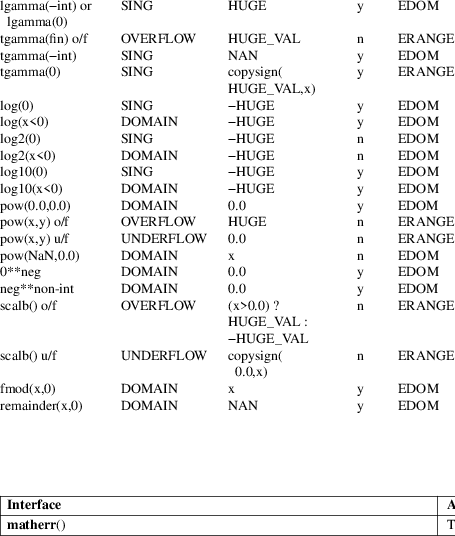 lgamma(−int) or SING HUGE y EDOM
lgamma(0)
tgamma(fin) o/f OVERFLOW HUGE_VAL n ERANGE
tgamma(−int) SING NAN y EDOM
tgamma(0) SING copysign( y ERANGE
HUGE_VAL,x)
log(0) SING −HUGE y EDOM
log(x<0) DOMAIN −HUGE y EDOM
log2(0) SING −HUGE n EDOM
log2(x<0) DOMAIN −HUGE n EDOM
log10(0) SING −HUGE y EDOM
log10(x<0) DOMAIN −HUGE y EDOM
pow(0.0,0.0) DOMAIN 0.0 y EDOM
pow(x,y) o/f OVERFLOW HUGE n ERANGE
pow(x,y) u/f UNDERFLOW 0.0 n ERANGE
pow(NaN,0.0) DOMAIN x n EDOM
0**neg DOMAIN 0.0 y EDOM
neg**non-int DOMAIN 0.0 y EDOM
scalb() o/f OVERFLOW (x>0.0) ? n ERANGE
HUGE_VAL :
−HUGE_VAL
scalb() u/f UNDERFLOW copysign( n ERANGE
0.0,x)
fmod(x,0) DOMAIN x y EDOM
remainder(x,0) DOMAIN NAN y EDOM
Interface A
matherr() T